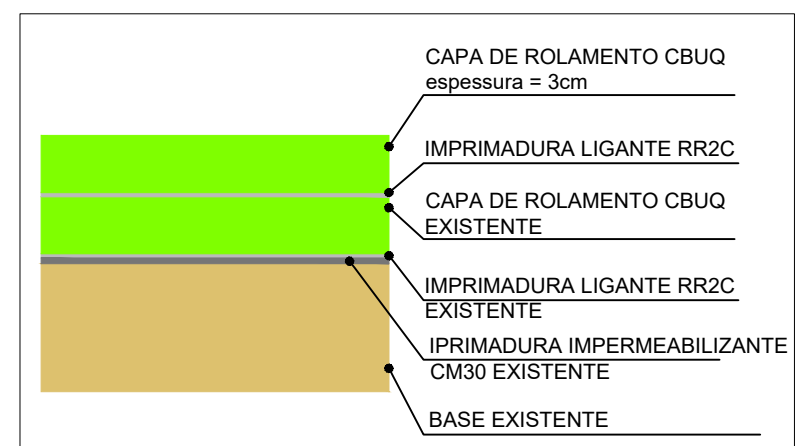 CAPA DE ROLAMENTO CBUQ
espessura = 3cm
IMPRIMADURA LIGANTE RR2C
CAPA DE ROLAMENTO CBUQ
EXISTENTE
IMPRIMADURA LIGANTE RR2C
EXISTENTE
IPRIMADURA IMPERMEABILIZANTE
CM30 EXISTENTE
BASE EXISTENTE